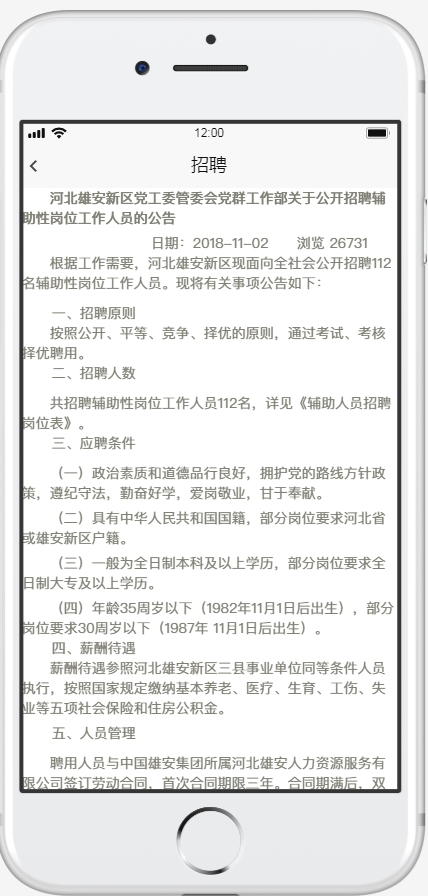 12:00
招聘
河北雄安新区党工委管委会党群工作部关于公开招聘辅
助性岗位工作人员的公告
日期：2018-11-02 浏览 26731
根据工作需要，河北雄安新区现面向全社会公开招聘112
名辅助性岗位工作人员。现将有关事项公告如下：
一、招聘原则
按照公开、平等、竞争、择优的原则，通过考试、考核
择优聘用。
二、招聘人数
共招聘辅助性岗位工作人员112名，详见《辅助人员招聘
岗位表》。
三、应聘条件
（一）政治素质和道德品行良好，拥护党的路线方针政
策，遵纪守法，勤奋好学，爱岗敬业，甘于奉献。
（二）具有中华人民共和国国籍，部分岗位要求河北省
或雄安新区户籍。
（三）一般为全日制本科及以上学历，部分岗位要求全
日制大专及以上学历。
（四）年龄35周岁以下（1982年11月1日后出生），部分
岗位要求30周岁以下（1987年 11月1日后出生）。
四、薪酬待遇
薪酬待遇参照河北雄安新区三县事业单位同等条件人员
执行，按照国家规定缴纳基本养老、医疗、生育、工伤、失
业等五项社会保险和住房公积金。
五、人员管理
聘用人员与中国雄安集团所属河北雄安人力资源服务有
限公司签订劳动合同，首次合同期限三年。合同期满后，双